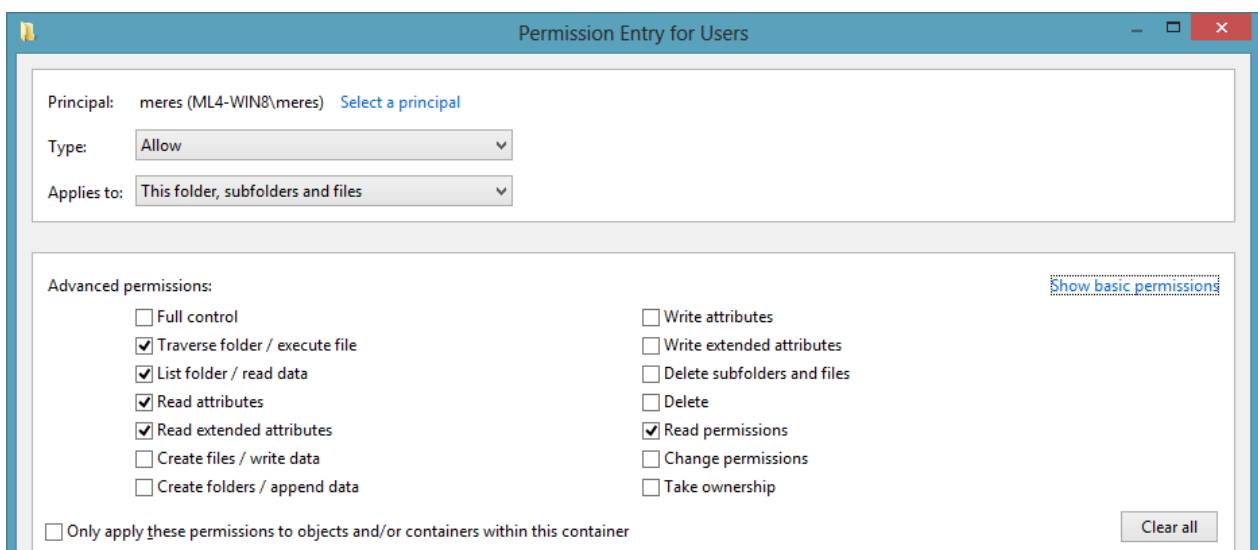 Permission Entry for Users
Principal: meres (ML4-WIN8\meres) Select a principal
Type: Allow
Applies to: This folder, subfolders and files
Advanced permissions: Show basic permissions
Full control Write attributes
Traverse folder / execute file Write extended attributes
List folder / read data Delete subfolders and files
Read attributes Delete
Read extended attributes Read permissions
Create files / write data Change permissions
Create folders / append data Take ownership
Only apply these permissions to objects and/or containers within this container Clear all